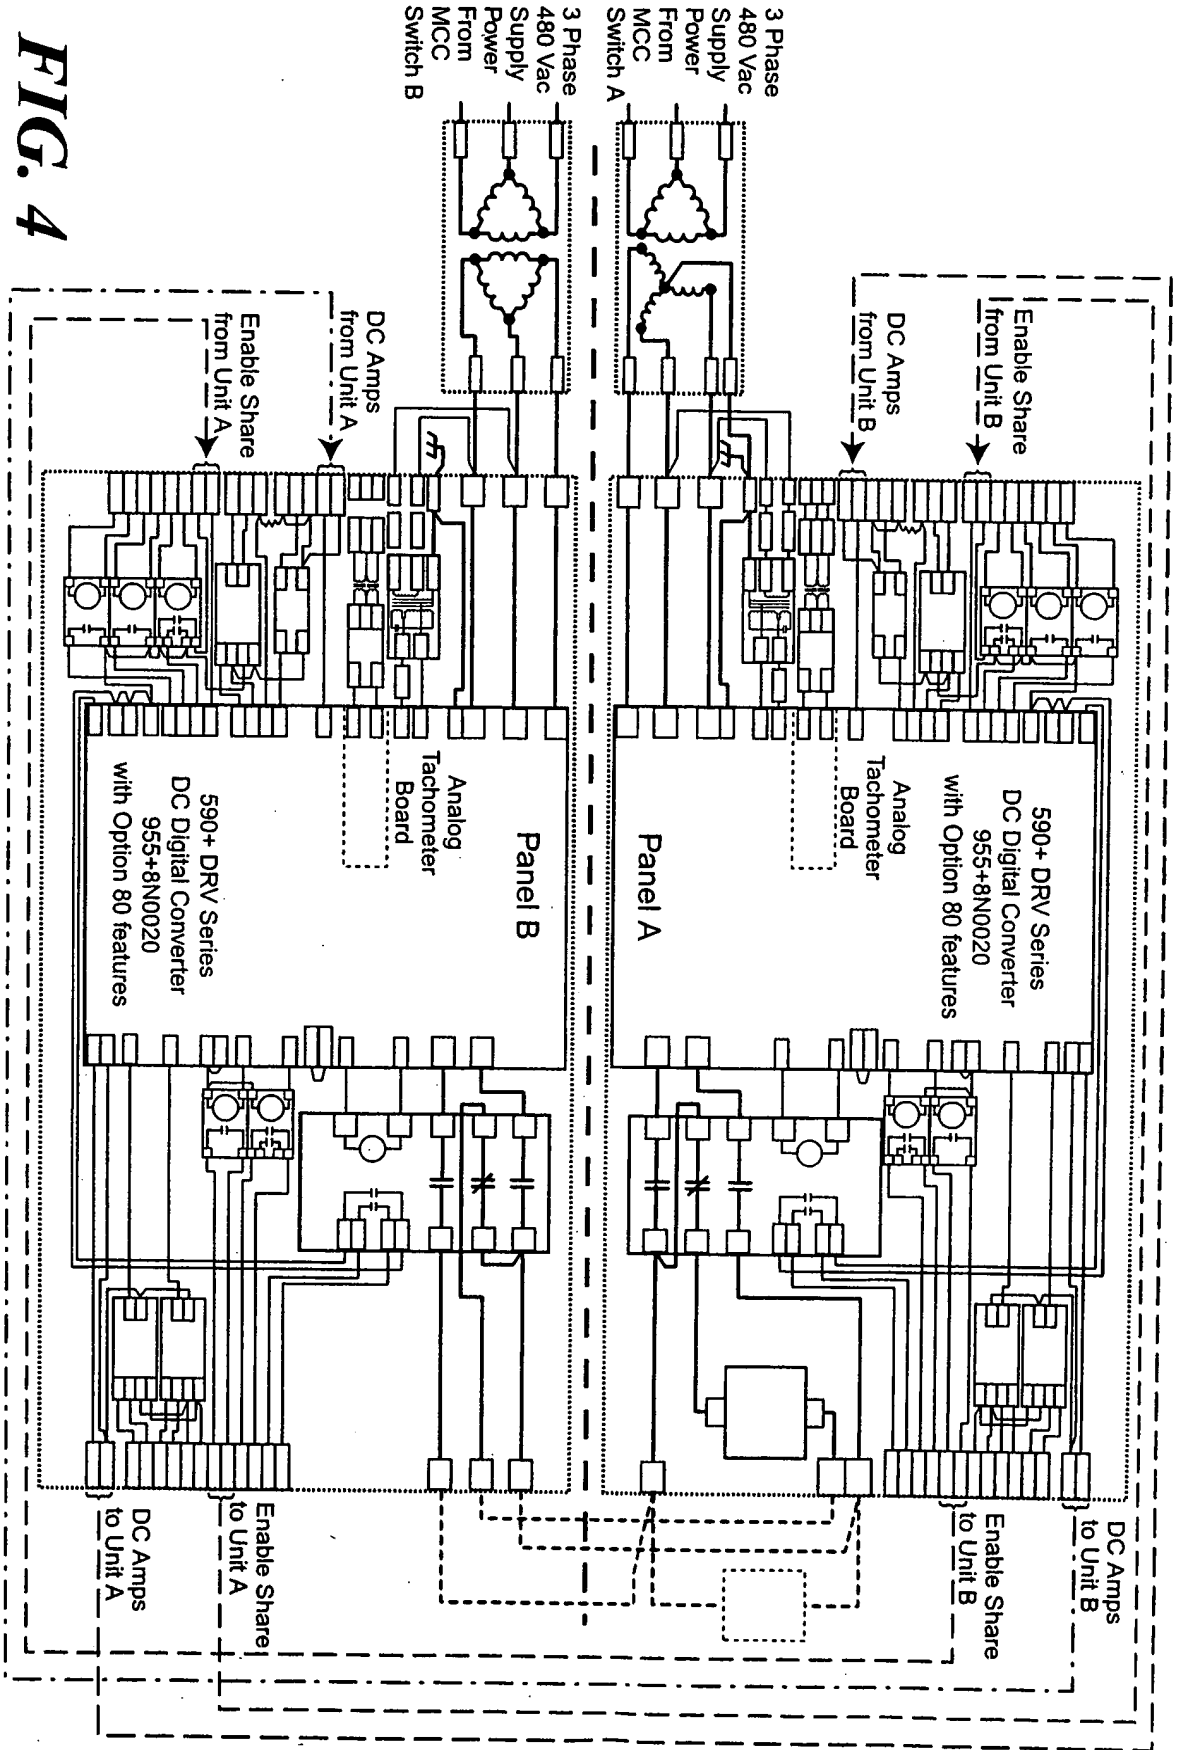 3 Phase
480 Vac
Supply
Power
From
MCC
Switch A
Enable Share
from Unit B
DC Amps
from Unit B
590+ DRV Series
DC Digital Converter
955+8N0020
with Option 80 features
Analog
Tachometer
Board
Panel A
DC Amps
to Unit B
Enable Share
to Unit B
3 Phase
480 Vac
Supply
Power
From
MCC
Switch B
DC Amps
from Unit A
Enable Share
from Unit A
Panel B
Analog
Tachometer
Board
590+ DRV Series
DC Digital Converter
955+8N0020
with Option 80 features
Enable Share
to Unit A
DC Amps
to Unit A
FIG. 4